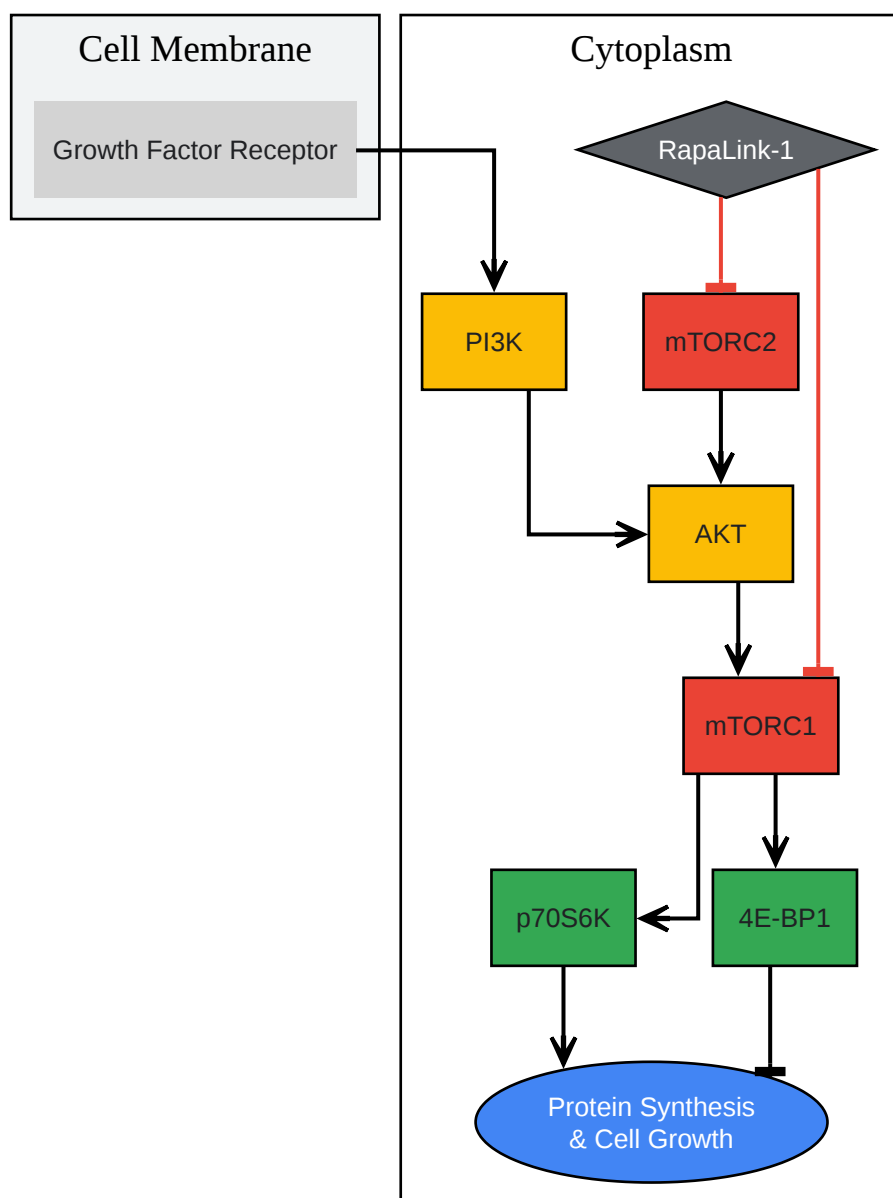 Cell Membrane
Growth Factor Receptor
Cytoplasm
RapaLink-1
PI3K
mTORC2
AKT
mTORC1
p70S6K
4E-BP1
Protein Synthesis
& Cell Growth